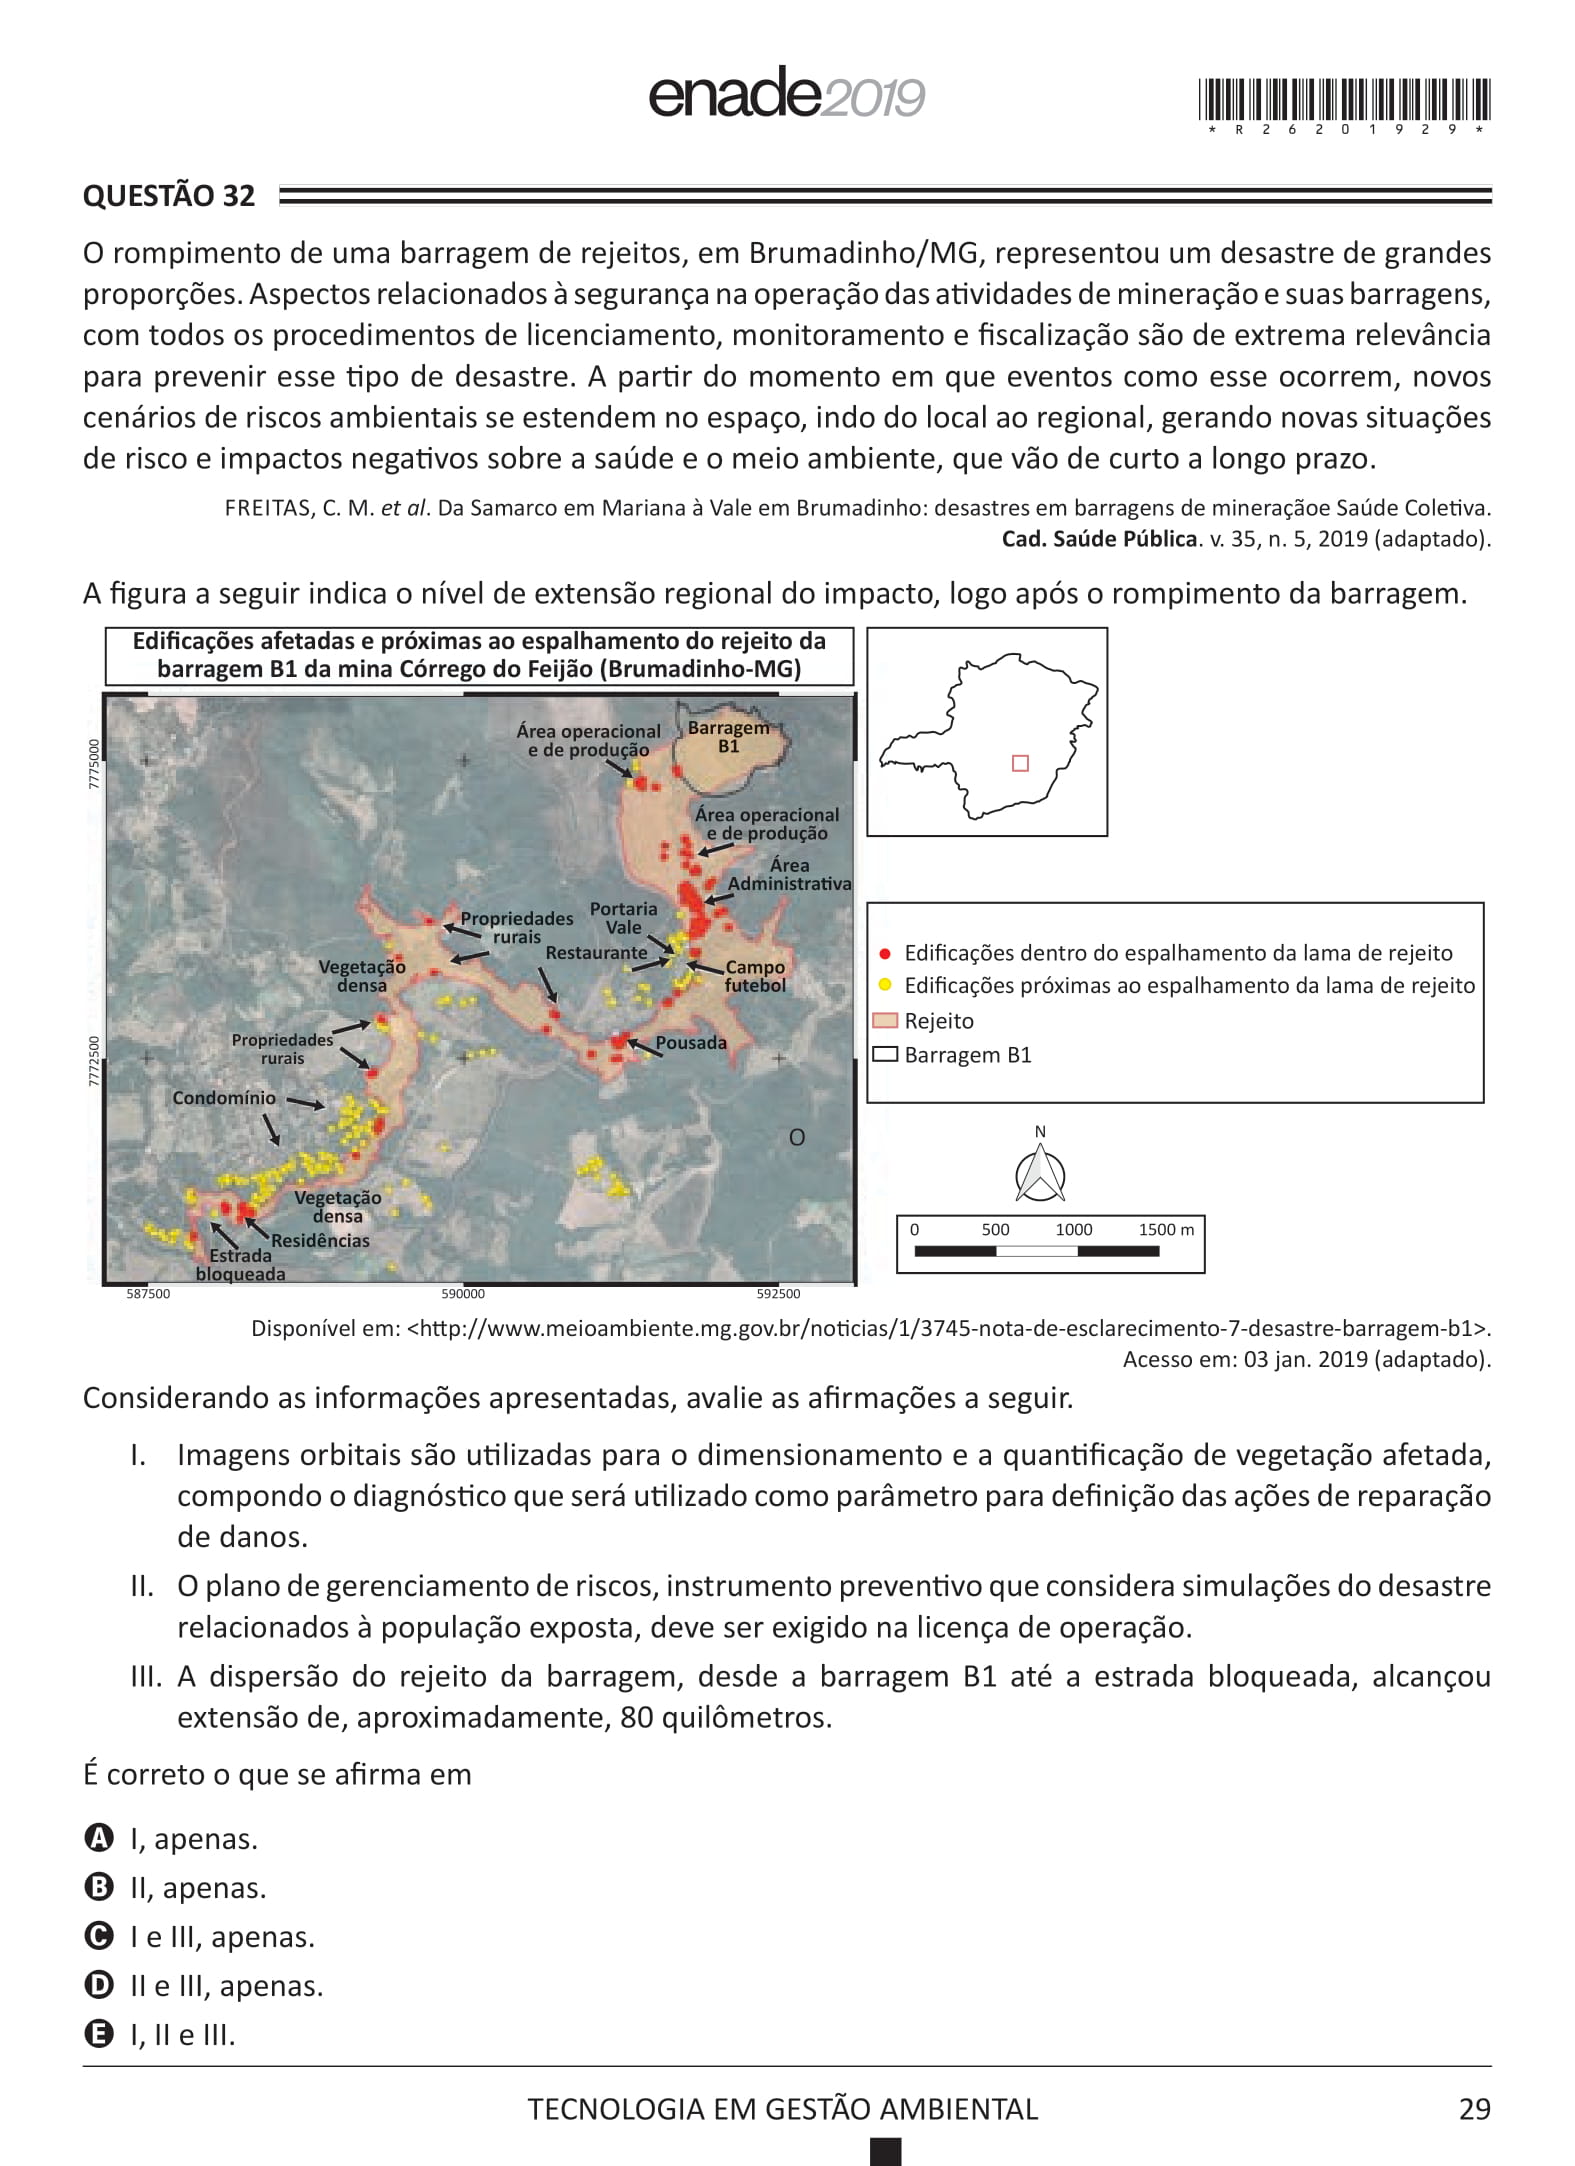 enade2019
* R 2 6 2 0 1 9 2 9 *
QUESTÃO 32
O rompimento de uma barragem de rejeitos, em Brumadinho/MG, representou um desastre de grandes
proporções. Aspectos relacionados à segurança na operação das atividades de mineração e suas barragens,
com todos os procedimentos de licenciamento, monitoramento e fiscalização são de extrema relevância
para prevenir esse tipo de desastre. A partir do momento em que eventos como esse ocorrem, novos
cenários de riscos ambientais se estendem no espaço, indo do local ao regional, gerando novas situações
de risco e impactos negativos sobre a saúde e o meio ambiente, que vão de curto a longo prazo.
FREITAS, C. M. et al. Da Samarco em Mariana à Vale em Brumadinho: desastres em barragens de mineraçãoe Saúde Coletiva.
Cad. Saúde Pública. v. 35, n. 5, 2019 (adaptado).
A figura a seguir indica o nível de extensão regional do impacto, logo após o rompimento da barragem.
Edificações afetadas e próximas ao espalhamento do rejeito da
barragem B1 da mina Córrego do Feijão (Brumadinho-MG)
Área operacional
e de produção
Barragem
B1
7775000
Área operacional
e de produção
Área
Administrativa
Portaria
Vale
Propriedades
rurais
Restaurante
Campo
futebol
Vegetação
densa
Propriedades
rurais
Pousada
7772500
Condomínio
O
Vegetação
densa
Residências
Estrada
bloqueada
587500
590000
592500
Edificações dentro do espalhamento da lama de rejeito
Edificações próximas ao espalhamento da lama de rejeito
Rejeito
Barragem B1
N
0 500 1000 1500 m
Disponível em: <http://www.meioambiente.mg.gov.br/noticias/1/3745-nota-de-esclarecimento-7-desastre-barragem-b1>.
Acesso em: 03 jan. 2019 (adaptado).
Considerando as informações apresentadas, avalie as afirmações a seguir.
I. Imagens orbitais são utilizadas para o dimensionamento e a quantificação de vegetação afetada,
compondo o diagnóstico que será utilizado como parâmetro para definição das ações de reparação
de danos.
II. O plano de gerenciamento de riscos, instrumento preventivo que considera simulações do desastre
relacionados à população exposta, deve ser exigido na licença de operação.
III. A dispersão do rejeito da barragem, desde a barragem B1 até a estrada bloqueada, alcançou
extensão de, aproximadamente, 80 quilômetros.
É correto o que se afirma em
A I, apenas.
B II, apenas.
C I e III, apenas.
D II e III, apenas.
E I, II e III.
TECNOLOGIA EM GESTÃO AMBIENTAL
29